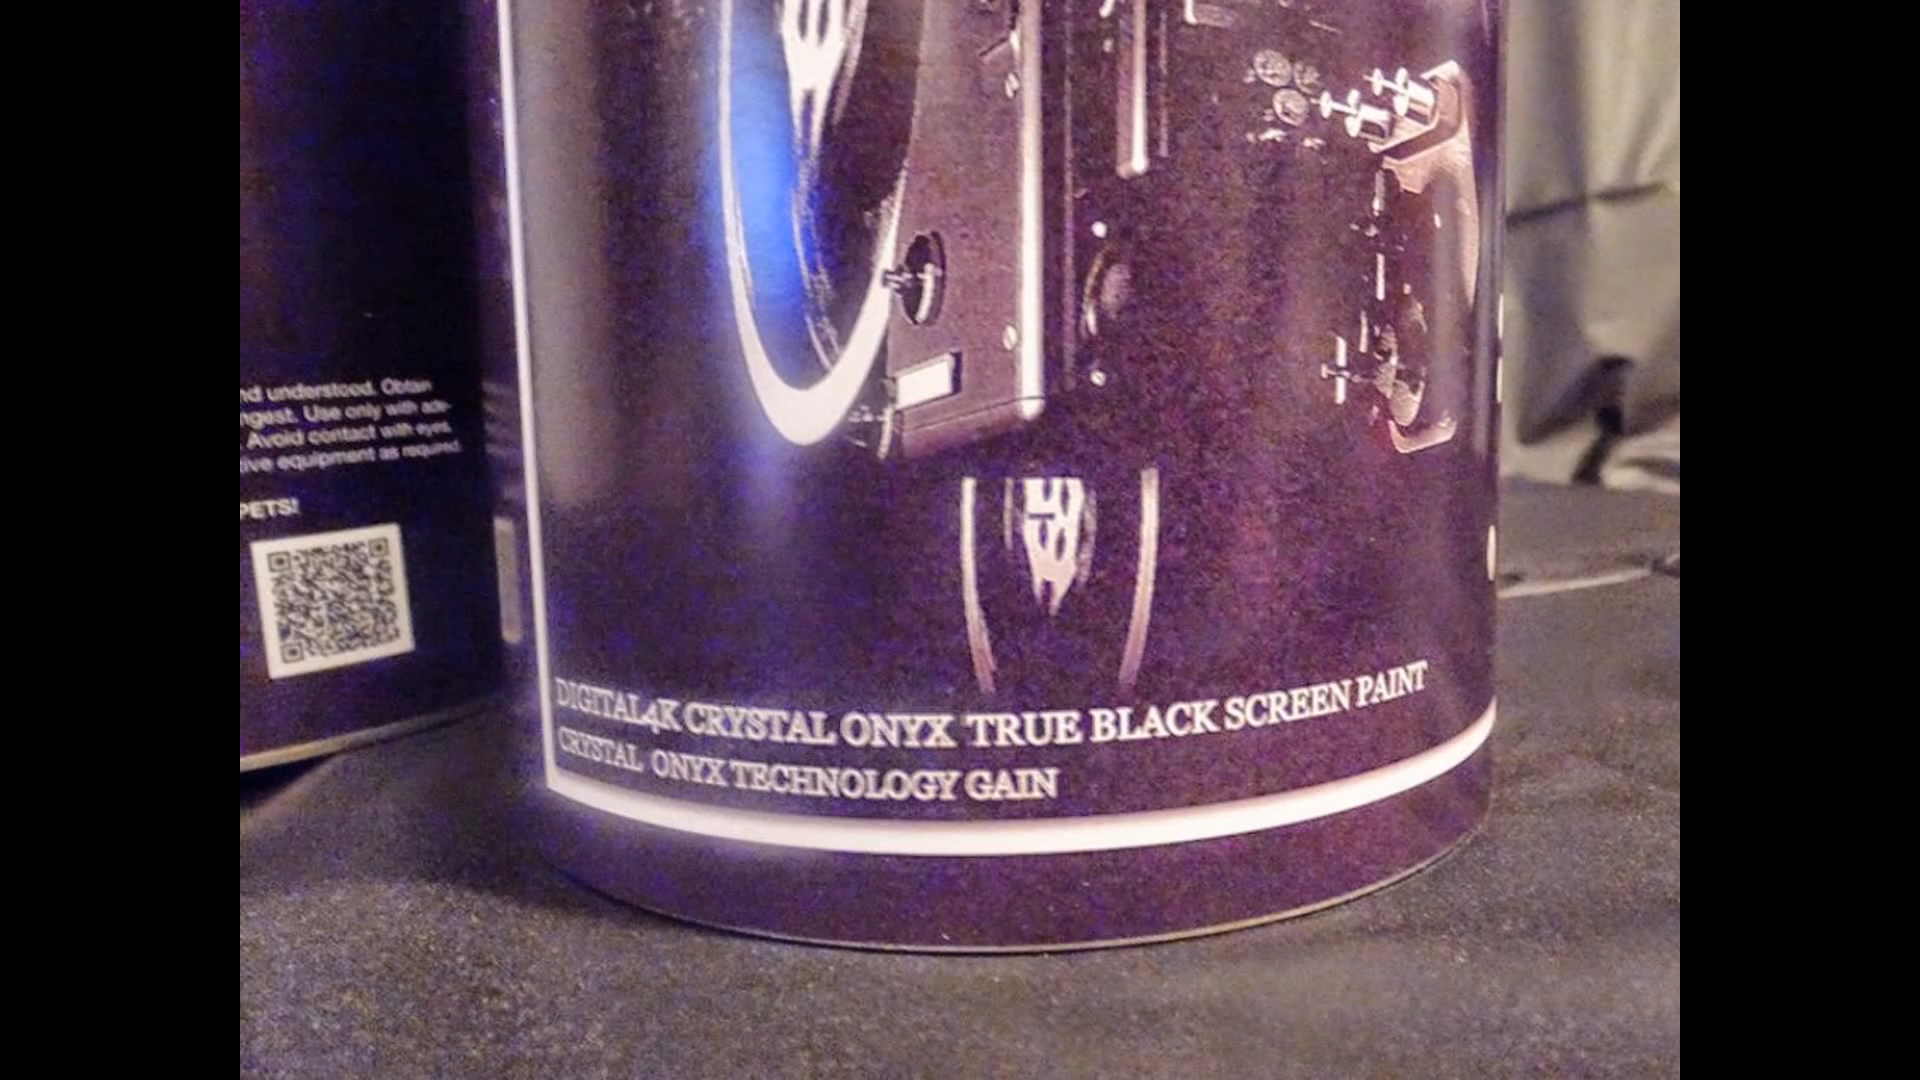 nd understood. Obtain
ngest. Use only with ade-
. Avoid contact with eyes,
tive equipment as required.
PETS!
DIGITAL4K CRYSTAL ONYX TRUE BLACK SCREEN PAINT
CRYSTAL ONYX TECHNOLOGY GAIN